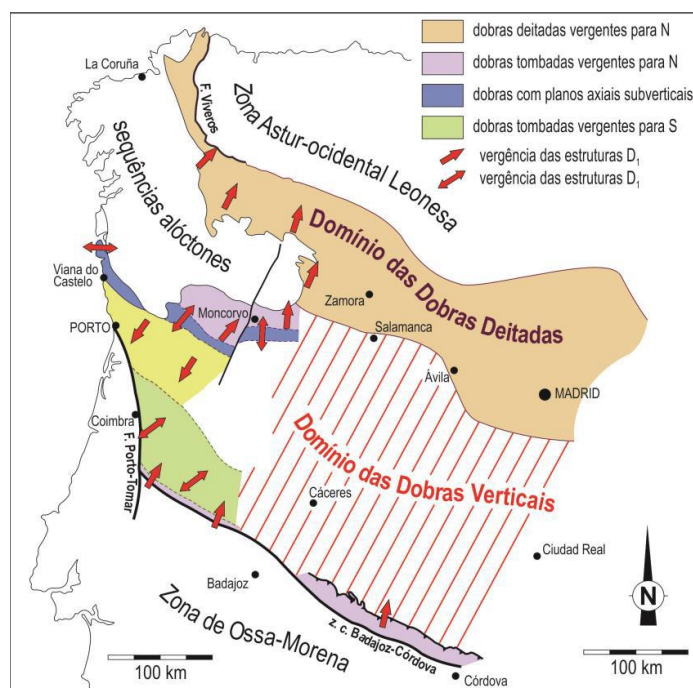 dobras deitadas vergentes para N
dobras tombadas vergentes para N
dobras com planos axiais subverticais
dobras tombadas vergentes para S
vergência das estruturas D₁
vergência das estruturas D₁
La Coruña
F. Viveros
Zona Astur-ocidental Leonesa
sequências alóctones
Domínio das Dobras Deitadas
Viana do
Castelo
Moncorvo
Zamora
PORTO
Salamanca
Ávila
MADRID
Coimbra
F. Porto-Tomar
Domínio das Dobras Verticais
Cáceres
Ciudad Real
Badajoz
Zona de Ossa-Morena
z. c. Badajoz-Córdova
N
100 km
100 km
Córdova